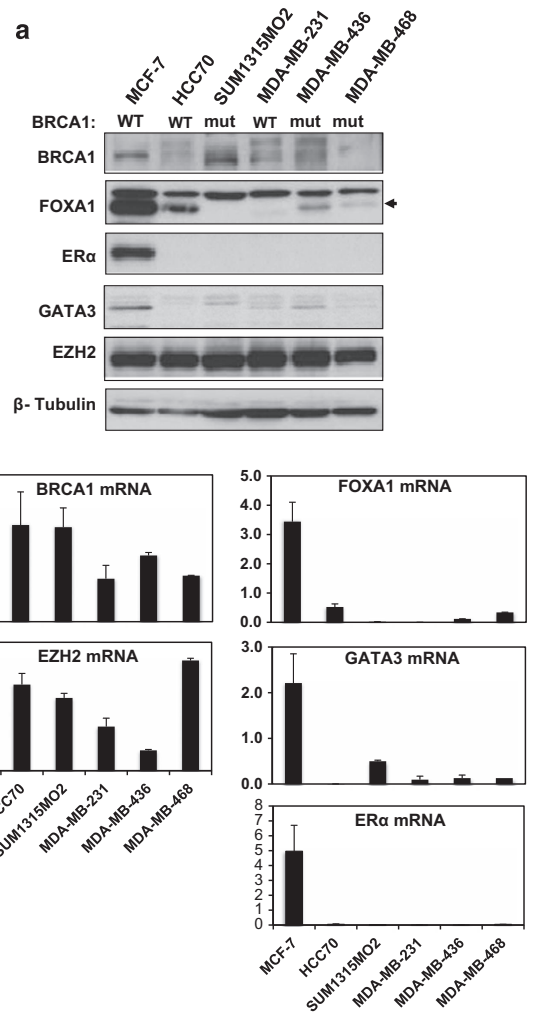 a
MCF-7
HCC70
SUM1315MO2
MDA-MB-231
MDA-MB-436
MDA-MB-468
BRCA1: WT WT mut WT mut mut
BRCA1
FOXA1
ERα
GATA3
EZH2
β- Tubulin
BRCA1 mRNA
EZH2 mRNA
SUM1315MO2
MDA-MB-231
MDA-MB-436
MDA-MB-468
FOXA1 mRNA
5.0
4.0
3.0
2.0
1.0
0.0
GATA3 mRNA
3.0
2.0
1.0
0.0
ERα mRNA
8
7
6
5
4
3
2
1
0
MCF-7
HCC70
SUM1315MO2
MDA-MB-231
MDA-MB-436
MDA-MB-468